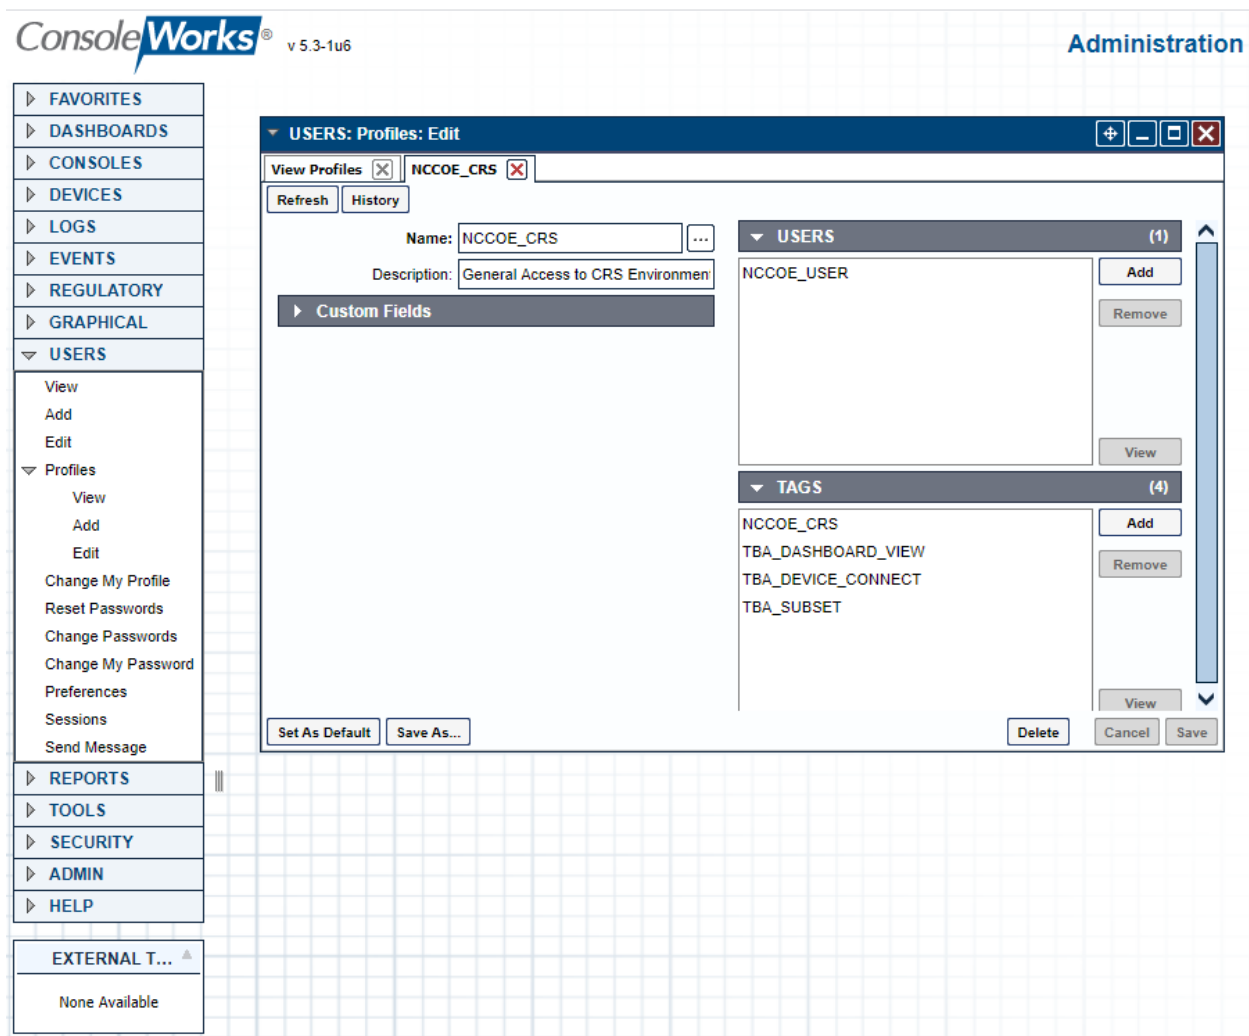 ConsoleWorks® v 5.3-1u6
Administration
FAVORITES
DASHBOARDS
CONSOLES
DEVICES
LOGS
EVENTS
REGULATORY
GRAPHICAL
USERS
View
Add
Edit
Profiles
View
Add
Edit
Change My Profile
Reset Passwords
Change Passwords
Change My Password
Preferences
Sessions
Send Message
REPORTS
TOOLS
SECURITY
ADMIN
HELP
EXTERNAL T...
None Available
USERS: Profiles: Edit
View Profiles NCCOE_CRS
Refresh History
Name: NCCOE_CRS ...
Description: General Access to CRS Environmen
Custom Fields
USERS (1)
NCCOE_USER
Add
Remove
View
TAGS (4)
NCCOE_CRS
TBA_DASHBOARD_VIEW
TBA_DEVICE_CONNECT
TBA_SUBSET
Add
Remove
View
Set As Default Save As... Delete Cancel Save